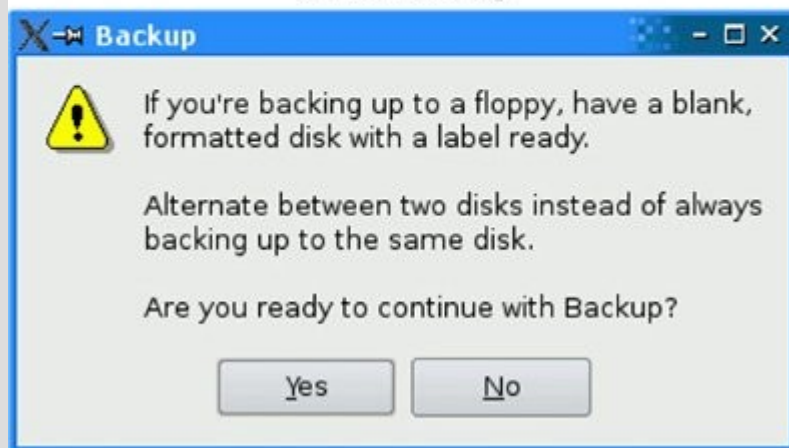 Backup
If you're backing up to a floppy, have a blank,
formatted disk with a label ready.
Alternate between two disks instead of always
backing up to the same disk.
Are you ready to continue with Backup?
Yes
No